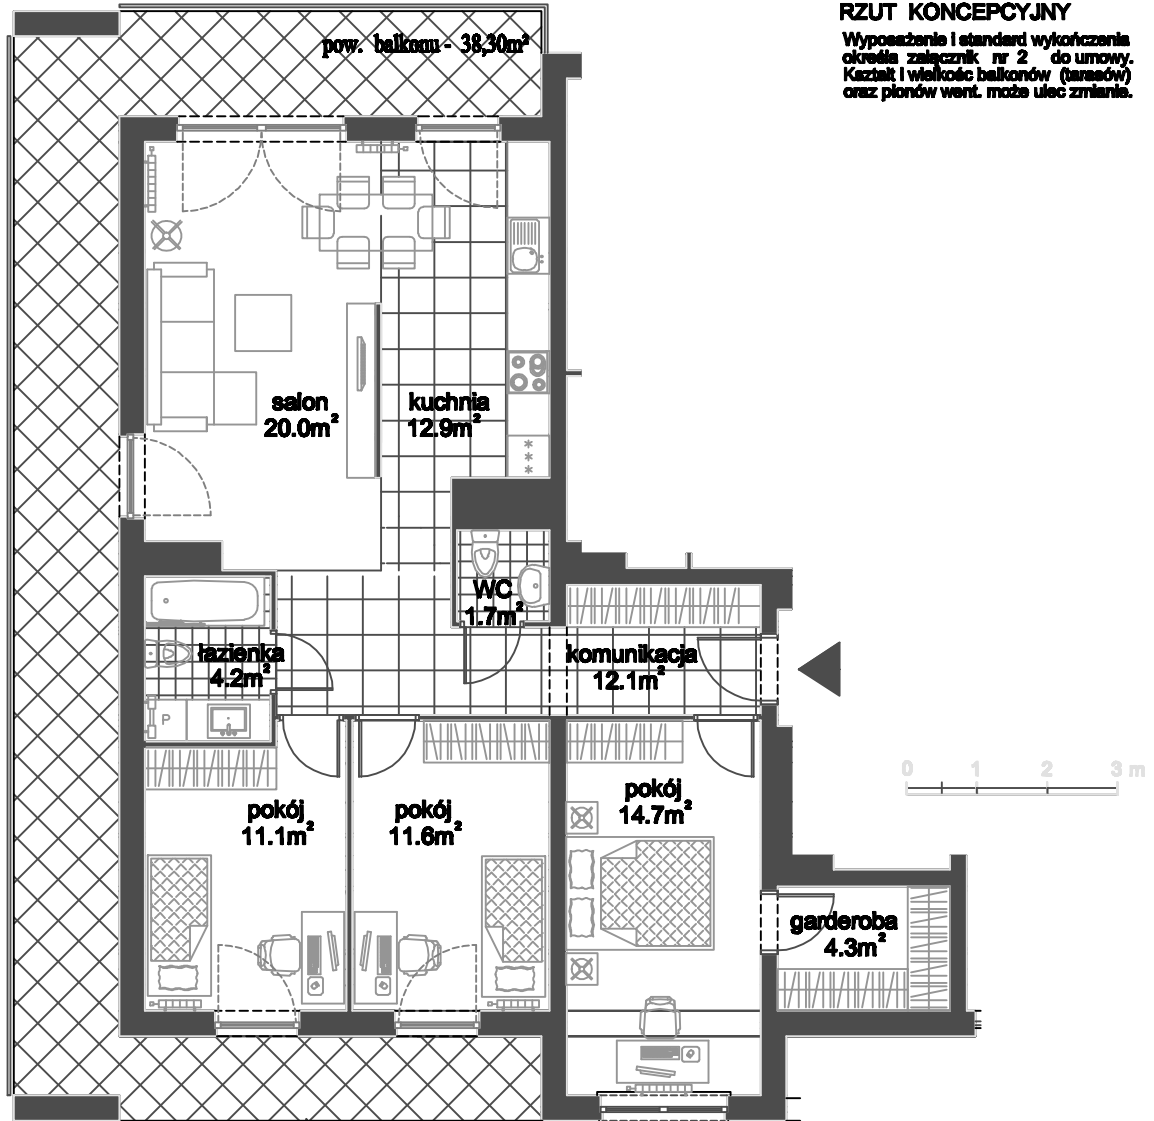 RZUT KONCEPCYJNY
Wyposażenie i standard wykończenia
określa załącznik nr 2 do umowy.
Kształt i wielkośc balkonów (tarasów)
oraz pionów went. może ulec zmianie.
pow. balkonu - 38,30m²
salon
20.0m²
kuchnia
12.9m²
WC
1.7m²
łazienka
4.2m²
komunikacja
12.1m²
P
pokój
11.1m²
pokój
11.6m²
pokój
14.7m²
garderoba
4.3m²
0 1 2 3 m